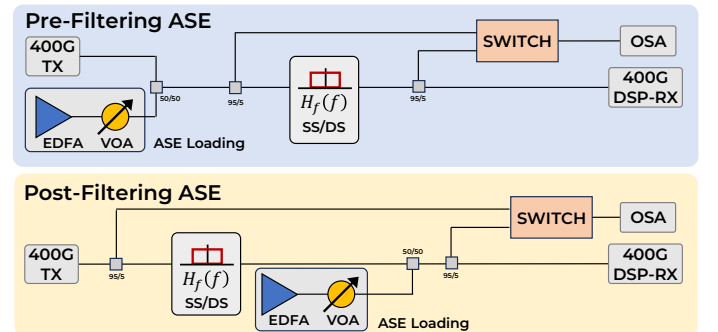 Pre-Filtering ASE
400G
TX
SWITCH
OSA
50/50
95/5
H_f(f)
SS/DS
95/5
400G
DSP-RX
EDFA
VOA
ASE Loading
Post-Filtering ASE
SWITCH
OSA
400G
TX
95/5
H_f(f)
SS/DS
50/50
95/5
400G
DSP-RX
EDFA
VOA
ASE Loading